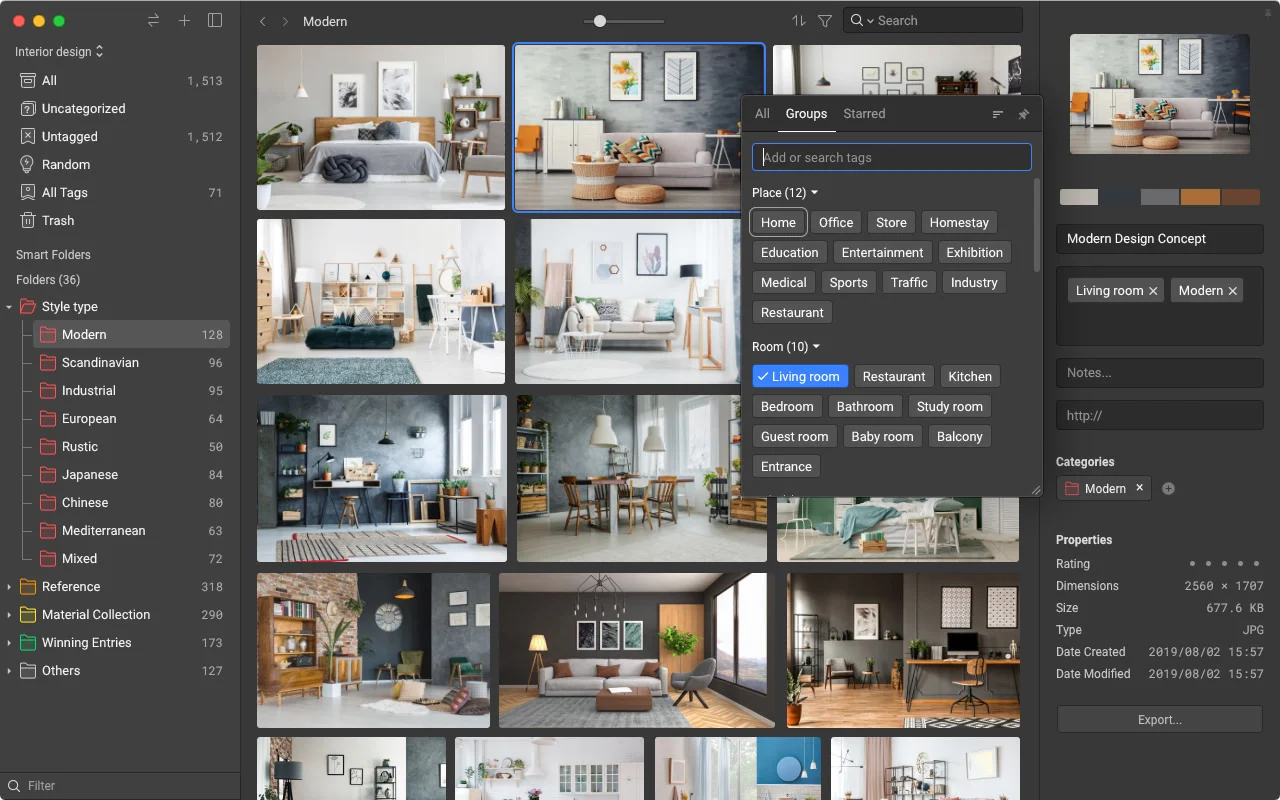 Modern
Search
Interior design
All 1,513
Uncategorized
Untagged 1,512
Random
All Tags 71
Trash
Smart Folders
Folders (36)
Style type
Modern 128
Scandinavian 96
Industrial 95
European 64
Rustic 50
Japanese 84
Chinese 80
Mediterranean 63
Mixed 72
Reference 318
Material Collection 290
Winning Entries 173
Others 127
Filter
All Groups Starred
Add or search tags
Place (12)
Home Office Store Homestay
Education Entertainment Exhibition
Medical Sports Traffic Industry
Restaurant
Room (10)
Living room Restaurant Kitchen
Bedroom Bathroom Study room
Guest room Baby room Balcony
Entrance
Modern Design Concept
Living room Modern
Notes...
http://
Categories
Modern
Properties
Rating
Dimensions 2560 × 1707
Size 677.6 KB
Type JPG
Date Created 2019/08/02 15:57
Date Modified 2019/08/02 15:57
Export...